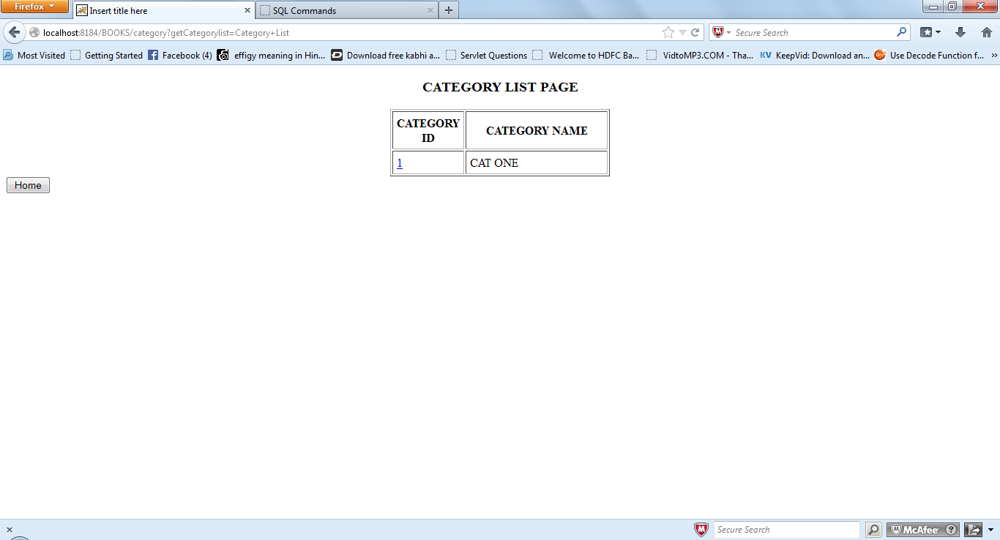 Firefox
Insert title here
SQL Commands
localhost:8184/BOOKS/category?getCategorylist=Category+List
Secure Search
Most Visited Getting Started Facebook (4) effigy meaning in Hin... Download free kabhi a... Servlet Questions Welcome to HDFC Ba... VidtoMP3.COM - Tha... KV KeepVid: Download an... Use Decode Function f... »
CATEGORY LIST PAGE
CATEGORY ID CATEGORY NAME
1 CAT ONE
Home
Secure Search McAfee